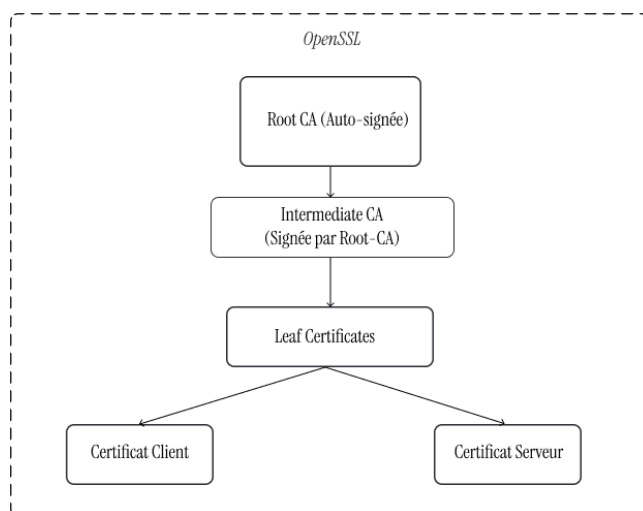 OpenSSL
Root CA (Auto-signée)
Intermediate CA
(Signée par Root-CA)
Leaf Certificates
Certificat Client
Certificat Serveur